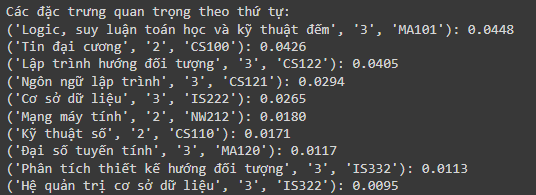 Các đặc trưng quan trọng theo thứ tự:
('Logic, suy luận toán học và kỹ thuật đếm', '3', 'MA101'): 0.0448
('Tin đại cương', '2', 'CS100'): 0.0426
('Lập trình hướng đối tượng', '3', 'CS122'): 0.0405
('Ngôn ngữ lập trình', '3', 'CS121'): 0.0294
('Cơ sở dữ liệu', '3', 'IS222'): 0.0265
('Mạng máy tính', '2', 'NW212'): 0.0180
('Kỹ thuật số', '2', 'CS110'): 0.0171
('Đại số tuyến tính', '3', 'MA120'): 0.0117
('Phân tích thiết kế hướng đối tượng', '3', 'IS332'): 0.0113
('Hệ quản trị cơ sở dữ liệu', '3', 'IS322'): 0.0095